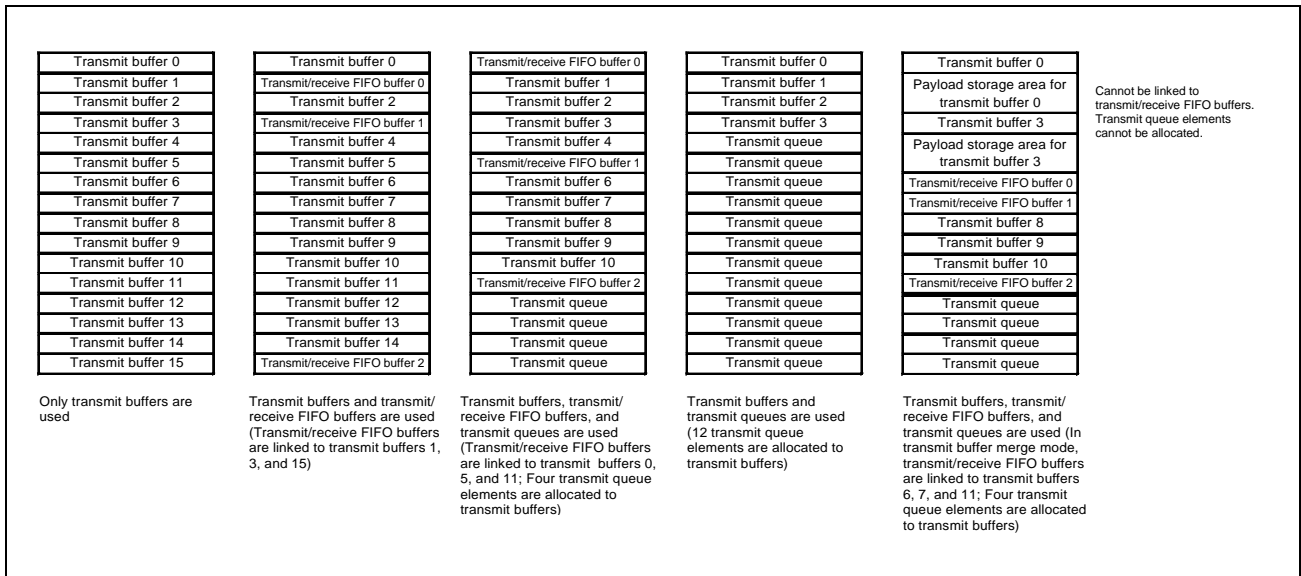 Transmit buffer 0
Transmit buffer 1
Transmit buffer 2
Transmit buffer 3
Transmit buffer 4
Transmit buffer 5
Transmit buffer 6
Transmit buffer 7
Transmit buffer 8
Transmit buffer 9
Transmit buffer 10
Transmit buffer 11
Transmit buffer 12
Transmit buffer 13
Transmit buffer 14
Transmit buffer 15
Only transmit buffers are
used
Transmit buffer 0
Transmit/receive FIFO buffer 0
Transmit buffer 2
Transmit/receive FIFO buffer 1
Transmit buffer 4
Transmit buffer 5
Transmit buffer 6
Transmit buffer 7
Transmit buffer 8
Transmit buffer 9
Transmit buffer 10
Transmit buffer 11
Transmit buffer 12
Transmit buffer 13
Transmit buffer 14
Transmit/receive FIFO buffer 2
Transmit buffers and transmit/
receive FIFO buffers are used
(Transmit/receive FIFO buffers
are linked to transmit buffers 1,
3, and 15)
Transmit/receive FIFO buffer 0
Transmit buffer 1
Transmit buffer 2
Transmit buffer 3
Transmit buffer 4
Transmit/receive FIFO buffer 1
Transmit buffer 6
Transmit buffer 7
Transmit buffer 8
Transmit buffer 9
Transmit buffer 10
Transmit/receive FIFO buffer 2
Transmit queue
Transmit queue
Transmit queue
Transmit queue
Transmit buffers, transmit/
receive FIFO buffers, and
transmit queues are used
(Transmit/receive FIFO buffers
are linked to transmit buffers 0,
5, and 11; Four transmit queue
elements are allocated to
transmit buffers)
Transmit buffer 0
Transmit buffer 1
Transmit buffer 2
Transmit buffer 3
Transmit queue
Transmit queue
Transmit queue
Transmit queue
Transmit queue
Transmit queue
Transmit queue
Transmit queue
Transmit queue
Transmit queue
Transmit queue
Transmit queue
Transmit buffers and
transmit queues are used
(12 transmit queue
elements are allocated to
transmit buffers)
Transmit buffer 0
Payload storage area for
transmit buffer 0
Transmit buffer 3
Payload storage area for
transmit buffer 3
Transmit/receive FIFO buffer 0
Transmit/receive FIFO buffer 1
Transmit buffer 8
Transmit buffer 9
Transmit buffer 10
Transmit/receive FIFO buffer 2
Transmit queue
Transmit queue
Transmit queue
Transmit queue
Transmit buffers, transmit/
receive FIFO buffers, and
transmit queues are used (In
transmit buffer merge mode,
transmit/receive FIFO buffers
are linked to transmit buffers
6, 7, and 11; Four transmit
queue elements are allocated
to transmit buffers)
Cannot be linked to
transmit/receive FIFO buffers.
Transmit queue elements
cannot be allocated.